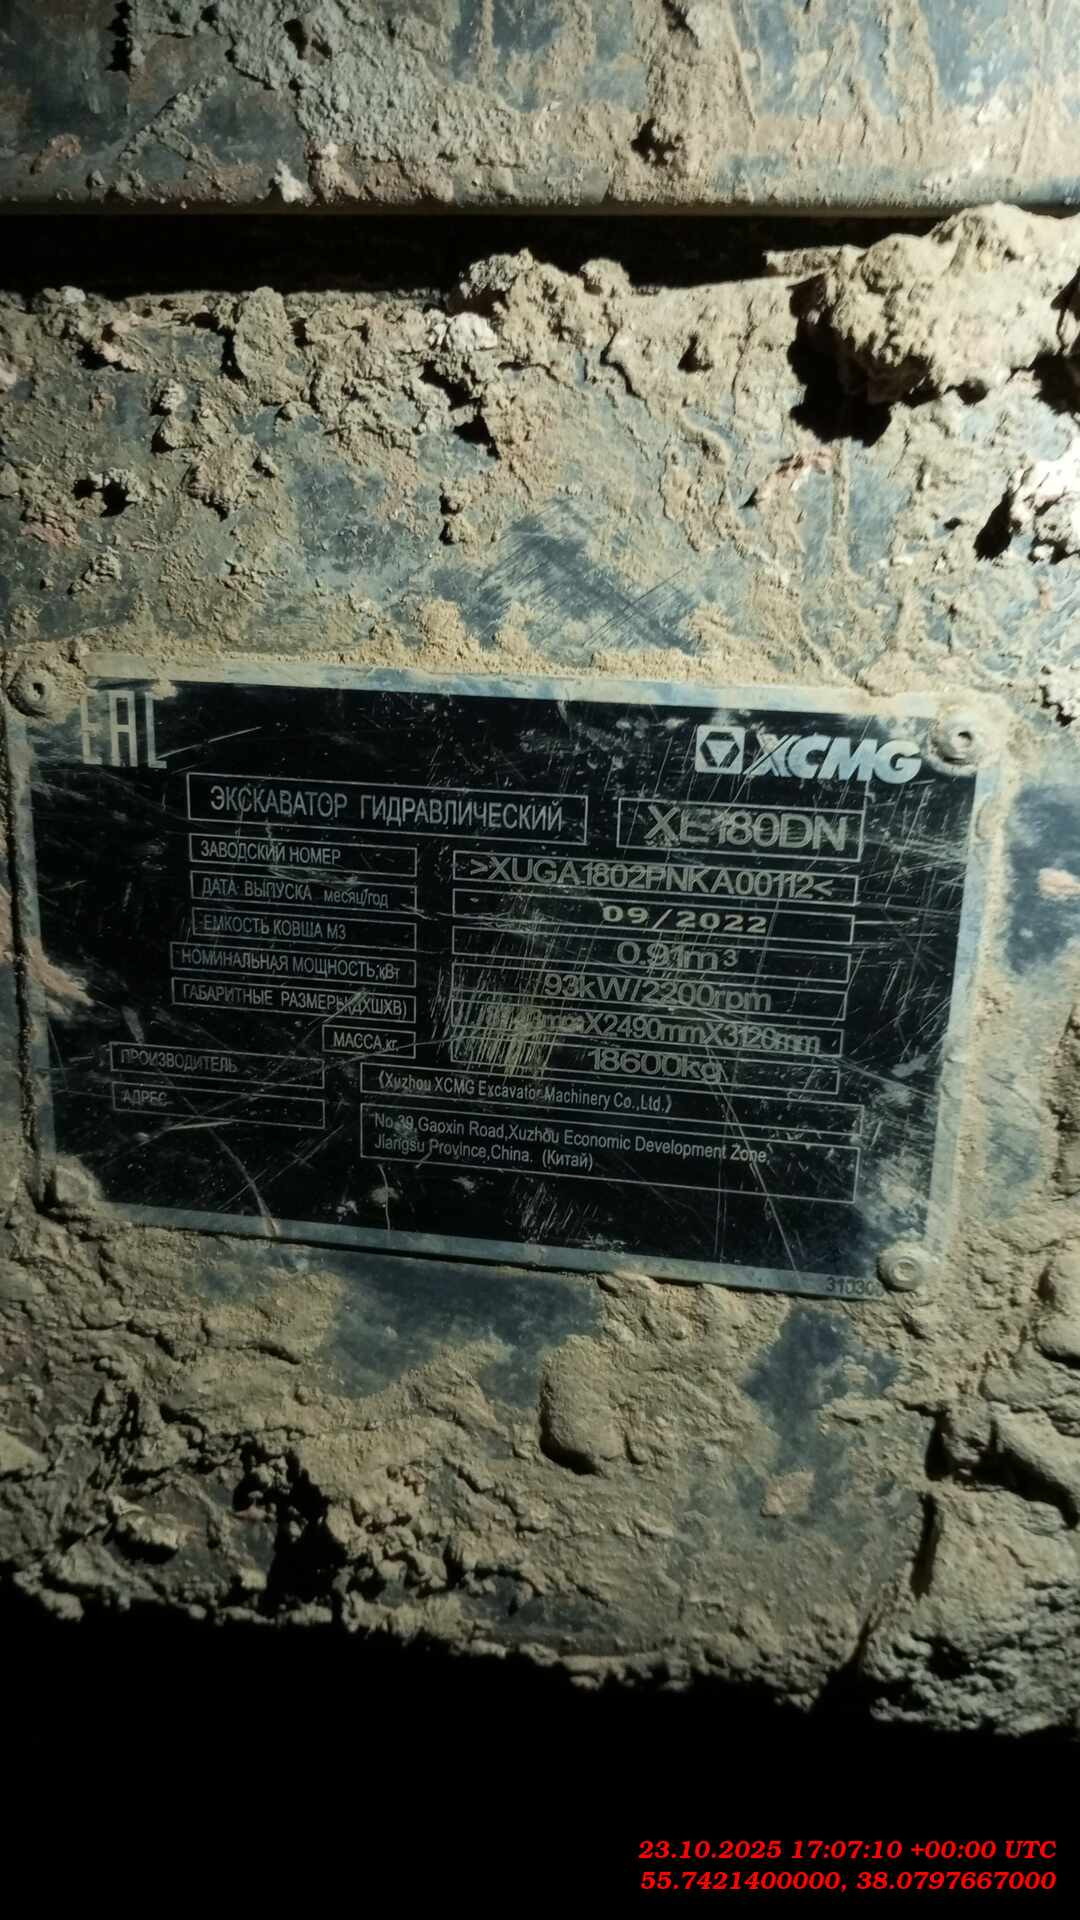 EAC
XCMG
ЭКСКАВАТОР ГИДРАВЛИЧЕСКИЙ XE180DN
ЗАВОДСКИЙ НОМЕР >XUGA1802PNKA00112<
ДАТА ВЫПУСКА месяц/год 09/2022
ЕМКОСТЬ КОВША М3 0.91m³
НОМИНАЛЬНАЯ МОЩНОСТЬ,кВт 93kW/2200rpm
ГАБАРИТНЫЕ РАЗМЕРЫ(ДХШХВ) X2490mmX3120mm
МАССА,кг. 18600kg
ПРОИЗВОДИТЕЛЬ 《Xuzhou XCMG Excavator Machinery Co.,Ltd.》
АДРЕС No.39,Gaoxin Road,Xuzhou Economic Development Zone,
Jiangsu Province,China. (Китай)
23.10.2025 17:07:10 +00:00 UTC
55.7421400000, 38.0797667000